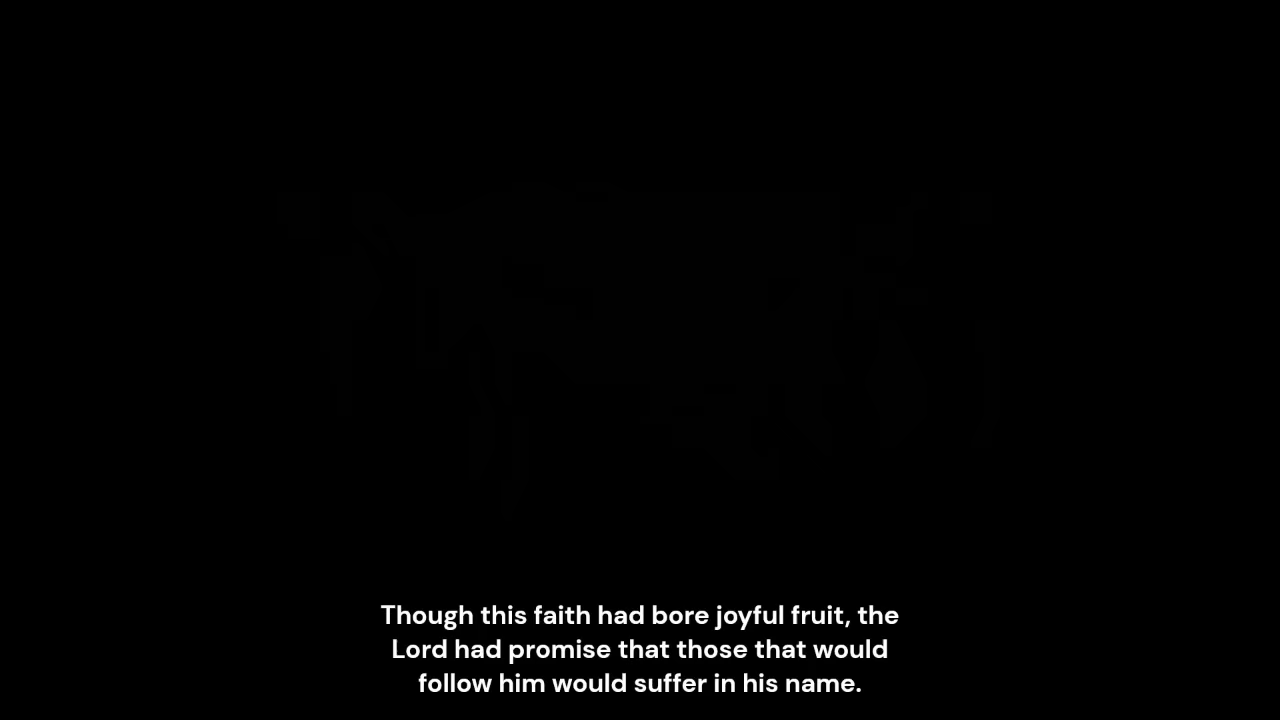 Though this faith had bore joyful fruit, the
Lord had promise that those that would
follow him would suffer in his name.